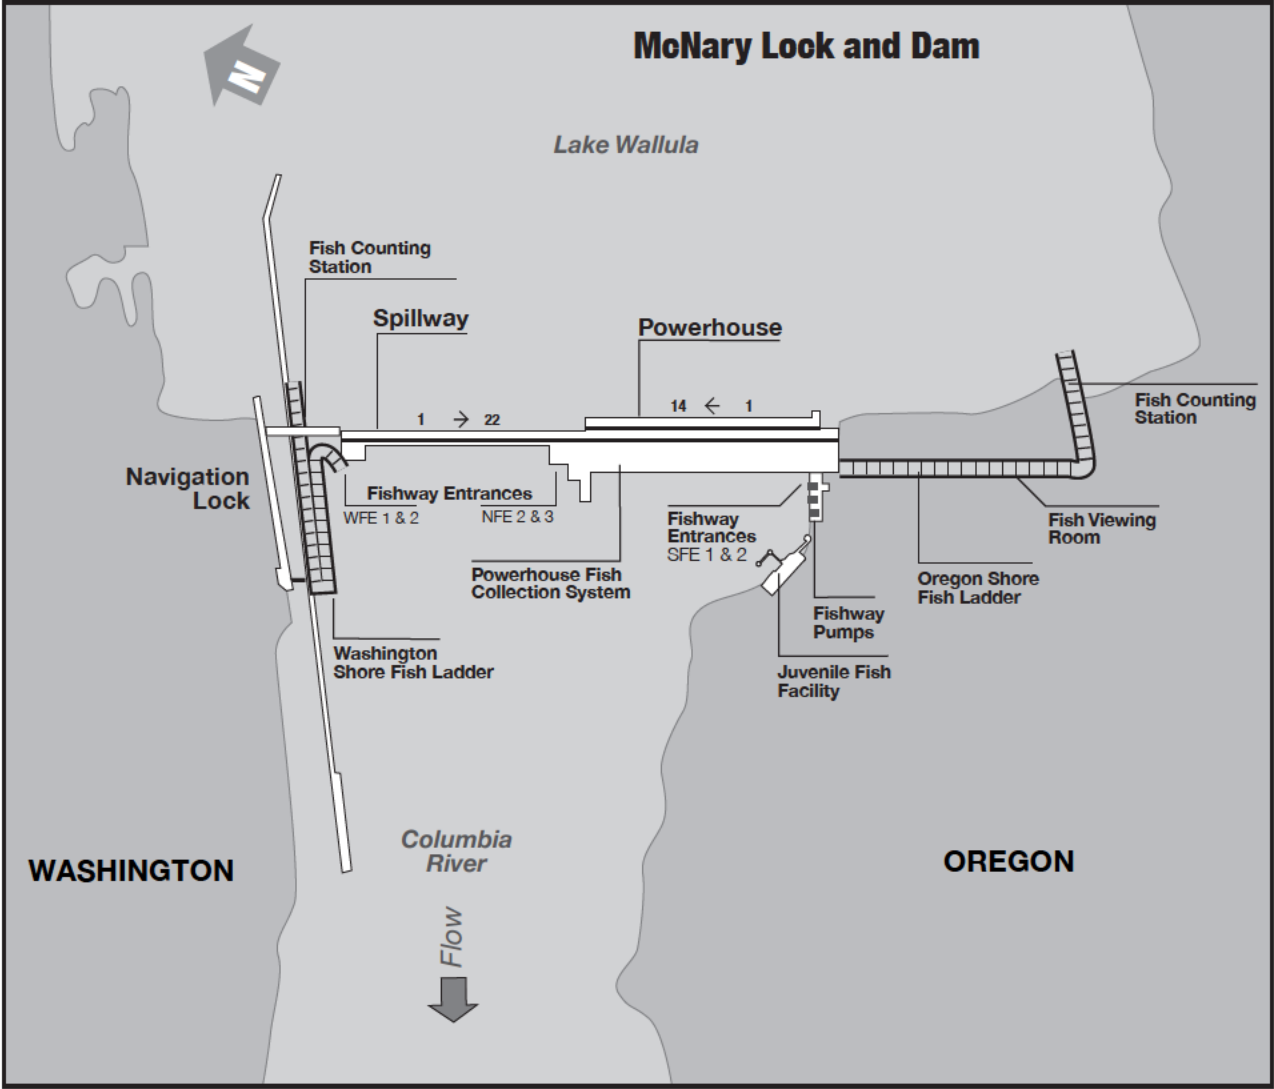 McNary Lock and Dam
N
Lake Wallula
Fish Counting
Station
Spillway
Powerhouse
1 → 22
14 ← 1
Fish Counting
Station
Navigation
Lock
Fishway Entrances
WFE 1 & 2
NFE 2 & 3
Fishway
Entrances
SFE 1 & 2
Fish Viewing
Room
Powerhouse Fish
Collection System
Oregon Shore
Fish Ladder
Fishway
Pumps
Washington
Shore Fish Ladder
Juvenile Fish
Facility
Columbia
River
WASHINGTON
OREGON
Flow